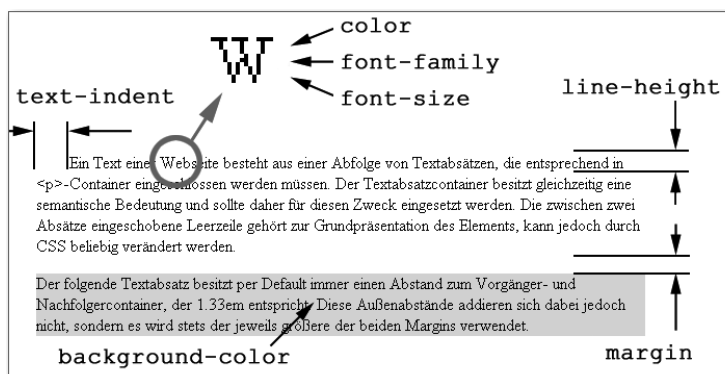 W
color
font-family
font-size
text-indent
line-height
Ein Text einer Webseite besteht aus einer Abfolge von Textabsätzen, die entsprechend in
<p>-Container eingeschlossen werden müssen. Der Textabsatzcontainer besitzt gleichzeitig eine
semantische Bedeutung und sollte daher für diesen Zweck eingesetzt werden. Die zwischen zwei
Absätze eingeschobene Leerzeile gehört zur Grundpräsentation des Elements, kann jedoch durch
CSS beliebig verändert werden.
Der folgende Textabsatz besitzt per Default immer einen Abstand zum Vorgänger- und
Nachfolgercontainer, der 1.33em entspricht. Diese Außenabstände addieren sich dabei jedoch
nicht, sondern es wird stets der jeweils größere der beiden Margins verwendet.
background-color
margin